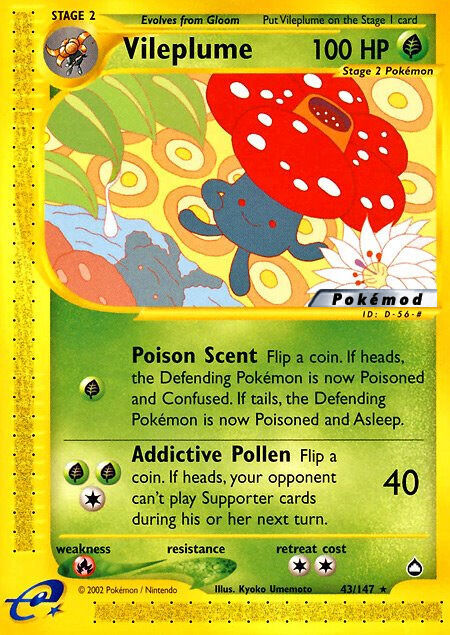 STAGE 2 Evolves from Gloom Put Vileplume on the Stage 1 card
Vileplume 100 HP
Stage 2 Pokémon
Pokémod
ID: D-56-#
Poison Scent Flip a coin. If heads,
the Defending Pokémon is now Poisoned
and Confused. If tails, the Defending
Pokémon is now Poisoned and Asleep.
Addictive Pollen Flip a
coin. If heads, your opponent
can't play Supporter cards
during his or her next turn.
40
weakness resistance retreat cost
© 2002 Pokémon / Nintendo Illus. Kyoko Umemoto 43/147 ★
e